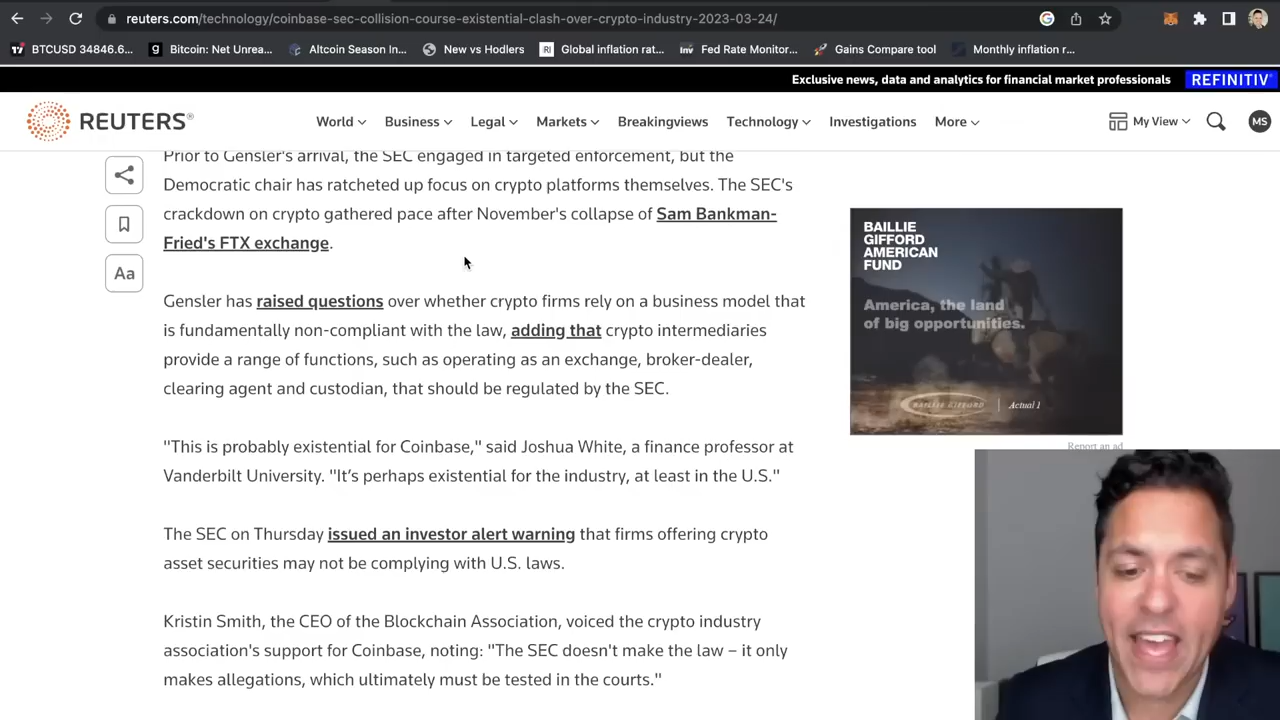 reuters.com/technology/coinbase-sec-collision-course-existential-clash-over-crypto-industry-2023-03-24/
BTCUSD 34846.6... Bitcoin: Net Unrea... Altcoin Season In... New vs Hodlers Global inflation rat... Fed Rate Monitor... Gains Compare tool Monthly inflation r...
Exclusive news, data and analytics for financial market professionals REFINITIV
REUTERS® World Business Legal Markets Breakingviews Technology Investigations More My View MS
Prior to Gensler's arrival, the SEC engaged in targeted enforcement, but the
Democratic chair has ratcheted up focus on crypto platforms themselves. The SEC's
crackdown on crypto gathered pace after November's collapse of Sam Bankman-
Fried's FTX exchange.
Aa
Gensler has raised questions over whether crypto firms rely on a business model that
is fundamentally non-compliant with the law, adding that crypto intermediaries
provide a range of functions, such as operating as an exchange, broker-dealer,
clearing agent and custodian, that should be regulated by the SEC.
"This is probably existential for Coinbase," said Joshua White, a finance professor at
Vanderbilt University. "It's perhaps existential for the industry, at least in the U.S."
The SEC on Thursday issued an investor alert warning that firms offering crypto
asset securities may not be complying with U.S. laws.
Kristin Smith, the CEO of the Blockchain Association, voiced the crypto industry
association's support for Coinbase, noting: "The SEC doesn't make the law – it only
makes allegations, which ultimately must be tested in the courts."
BAILLIE
GIFFORD
AMERICAN
FUND
America, the land
of big opportunities.
BAILLIE GIFFORD Actual 1
Report an ad